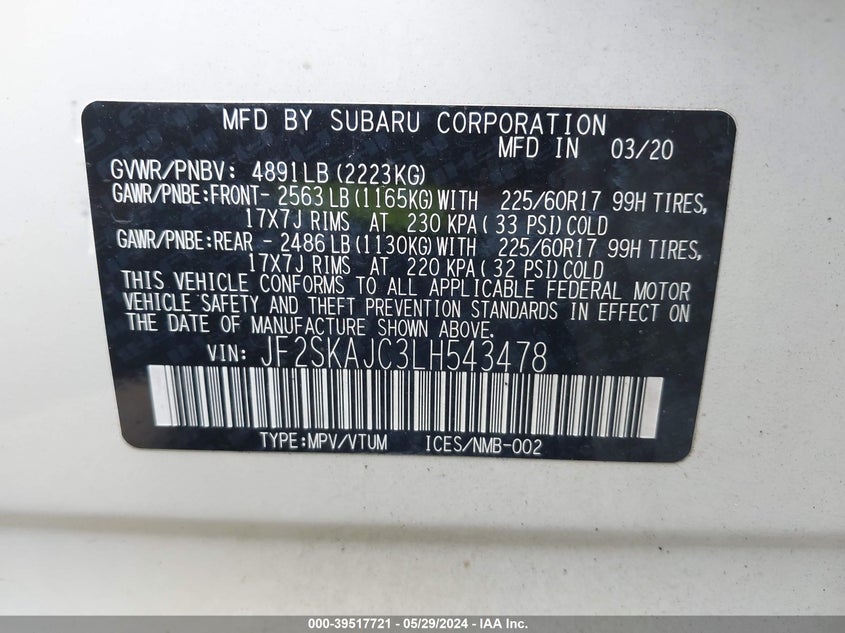 MFD BY SUBARU CORPORATION
MFD IN 03/20
GVWR/PNBV: 4891LB(2223KG)
GAWR/PNBE:FRONT- 2563LB(1165KG)WITH 225/60R17 99H TIRES,
17X7J RIMS AT 230 KPA(33 PSI)COLD
GAWR/PNBE:REAR - 2486LB(1130KG)WITH 225/60R17 99H TIRES,
17X7J RIMS AT 220 KPA(32 PSI)COLD
THIS VEHICLE CONFORMS TO ALL APPLICABLE FEDERAL MOTOR
VEHICLE SAFETY AND THEFT PREVENTION STANDARDS IN EFFECT ON
THE DATE OF MANUFACTURE SHOWN ABOVE.
VIN: JF2SKAJC3LH543478
TYPE:MPV/VTUM ICES/NMB-002
000-39517721 - 05/29/2024 - IAA Inc.